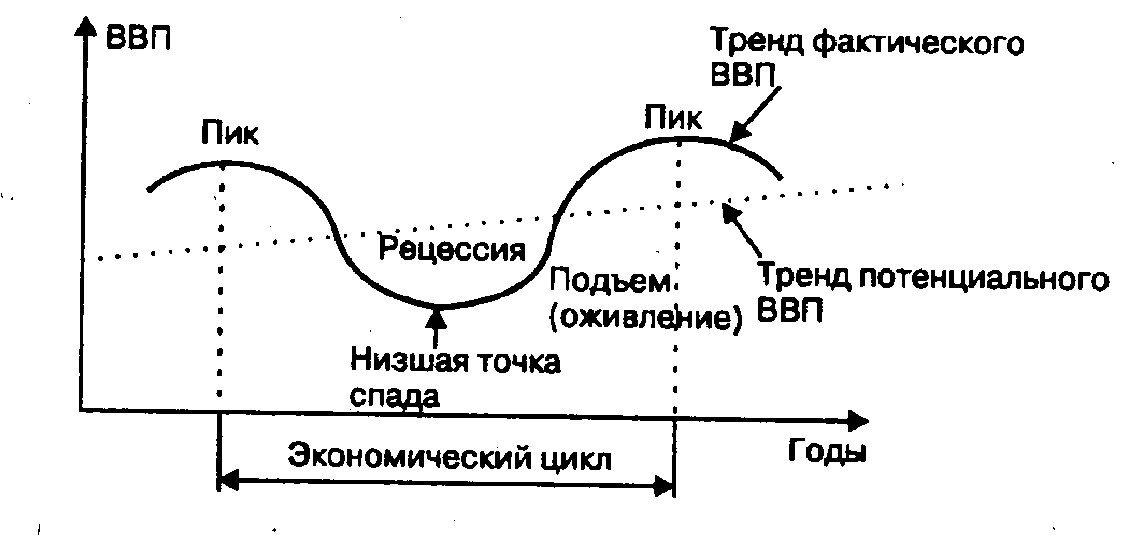 ВВП
Тренд фактического
ВВП
Пик
Пик
Рецессия
Подъем
(оживление)
Тренд потенциального
ВВП
Низшая точка
спада
Годы
Экономический цикл